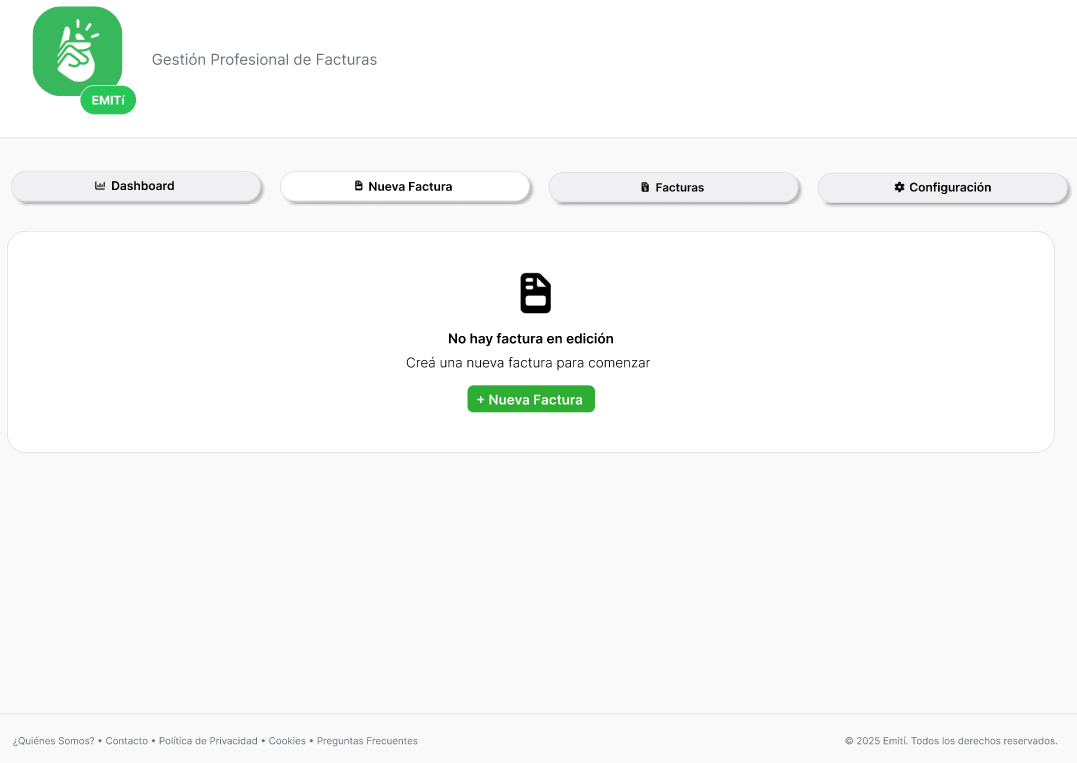 Gestión Profesional de Facturas
EMITí
Dashboard
Nueva Factura
Facturas
Configuración
No hay factura en edición
Creá una nueva factura para comenzar
+ Nueva Factura
¿Quiénes Somos? • Contacto • Política de Privacidad • Cookies • Preguntas Frecuentes
© 2025 Emití. Todos los derechos reservados.